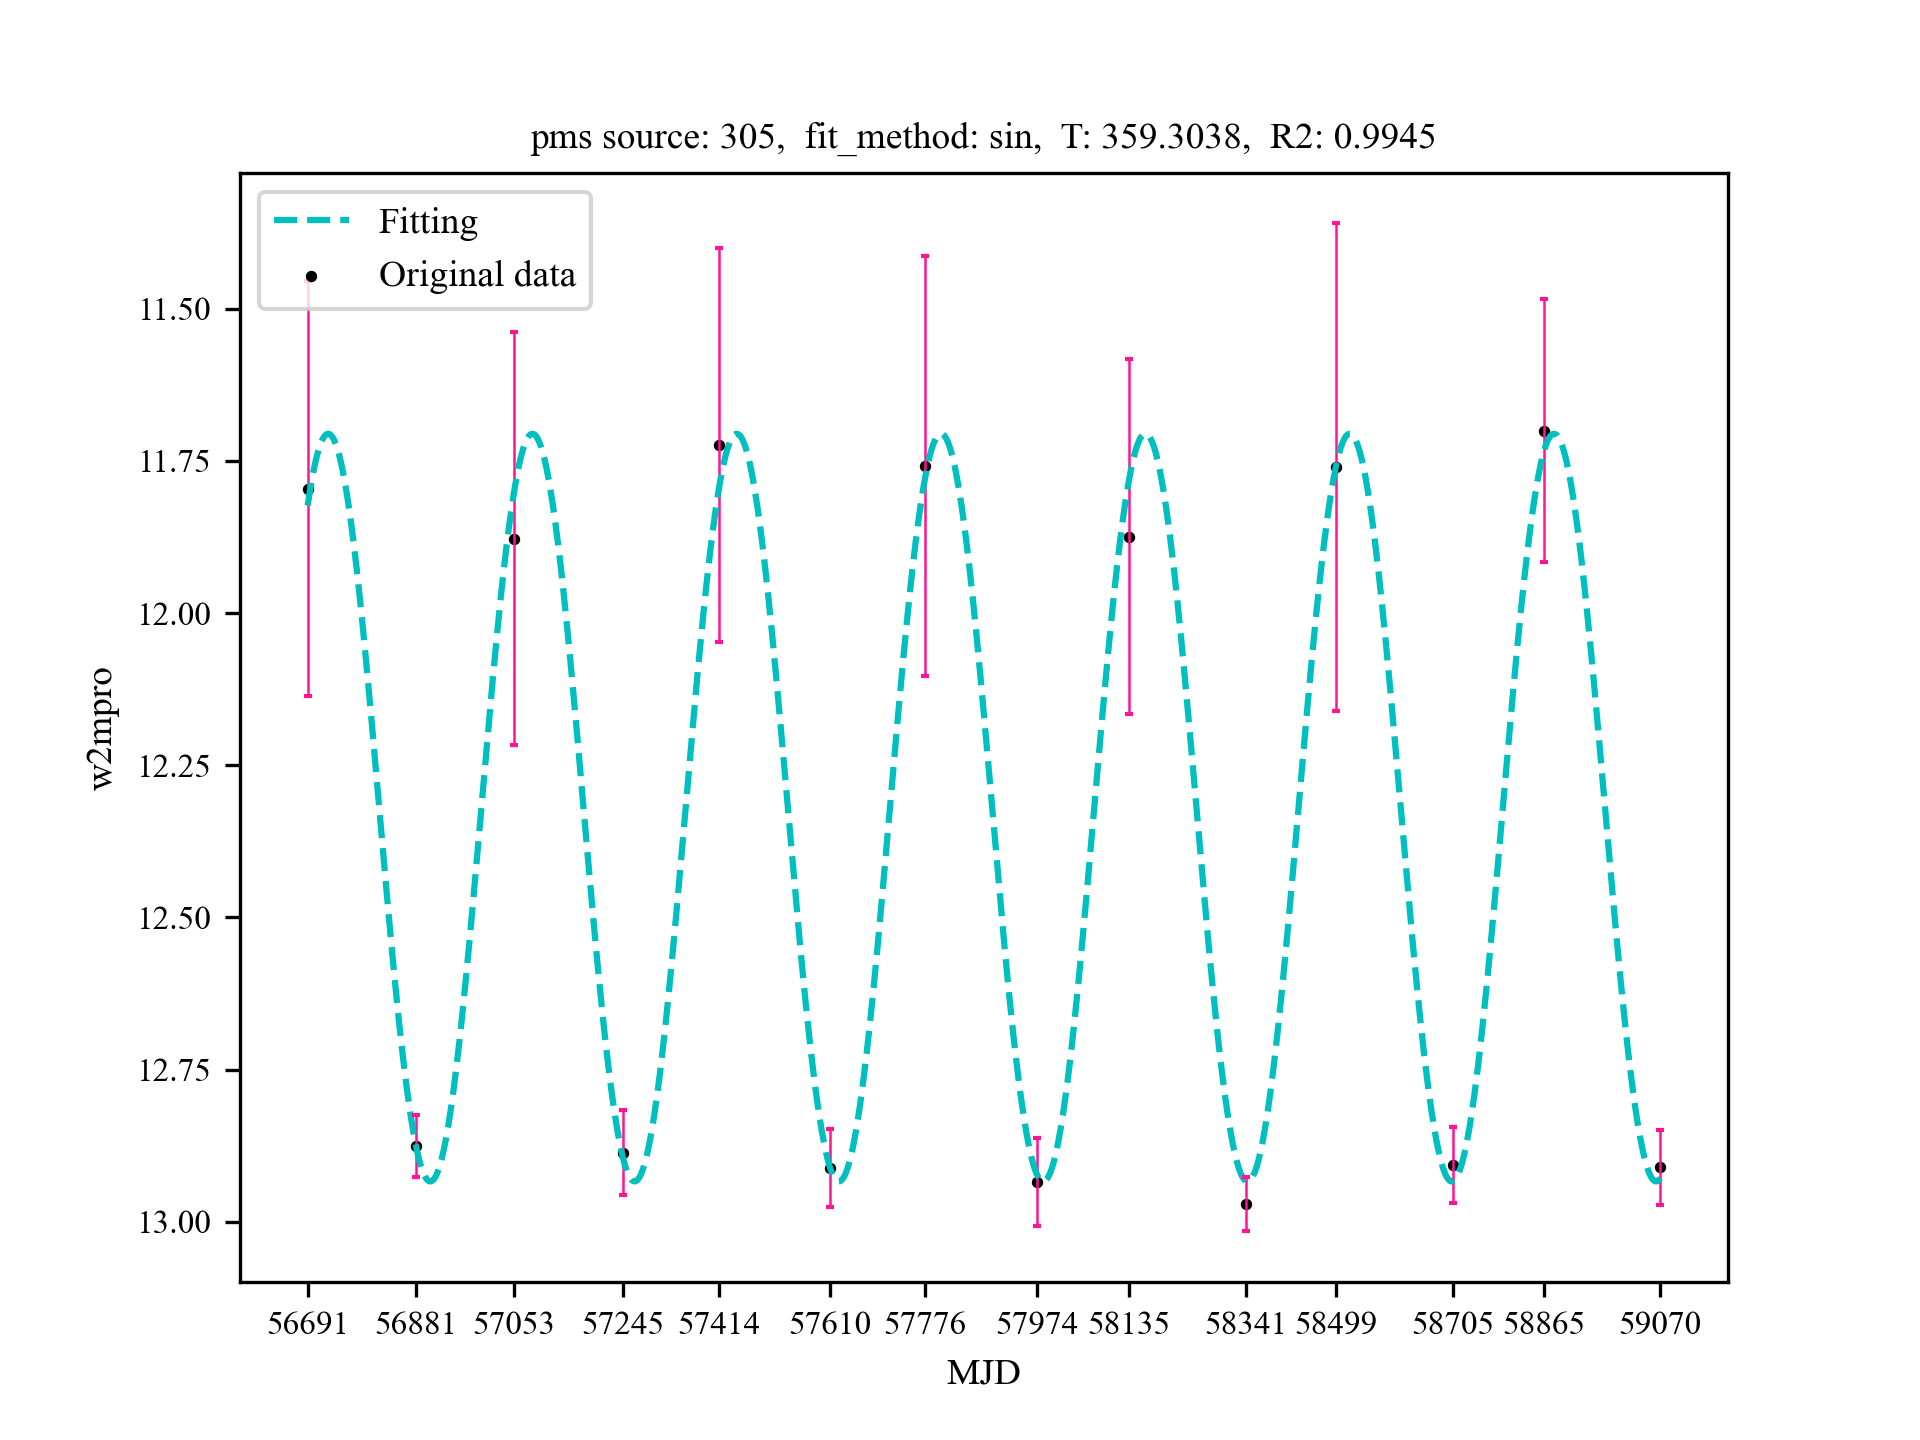 pms source: 305,  fit_method: sin,  T: 359.3038,  R2: 0.9945
Fitting
Original data
11.50
11.75
12.00
12.25
12.50
12.75
13.00
w2mpro
56691 56881 57053 57245 57414 57610 57776 57974 58135 58341 58499 58705 58865 59070
MJD